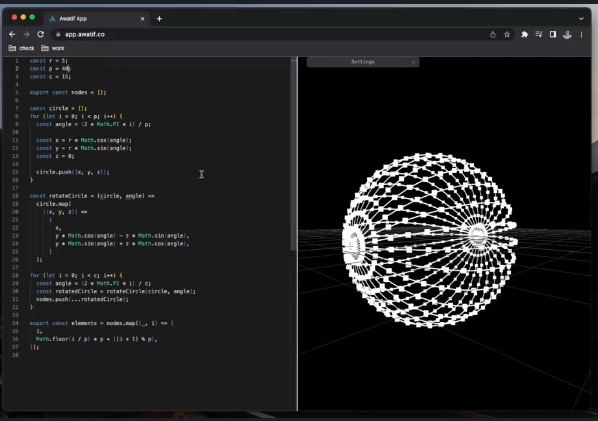 Awatif App
app.awatif.co
check
work
Settings
1 const r = 5;
2 const p = 40;
3 const c = 15;
4
5 export const nodes = [];
6
7 const circle = [];
8 for (let i = 0; i < p; i++) {
9 const angle = (2 * Math.PI * i) / p;
10
11 const x = r * Math.cos(angle);
12 const y = r * Math.sin(angle);
13 const z = 0;
14
15 circle.push([x, y, z]);
16 }
17
18 const rotateCircle = (circle, angle) =>
19 circle.map(
20 ([x, y, z]) =>
21 [
22 x,
23 y * Math.cos(angle) - z * Math.sin(angle),
24 y * Math.sin(angle) + z * Math.cos(angle),
25 ]
26 );
27
28 for (let i = 0; i < c; i++) {
29 const angle = (2 * Math.PI * i) / c;
30 const rotatedCircle = rotateCircle(circle, angle);
31 nodes.push(...rotatedCircle);
32 }
33
34 export const elements = nodes.map((_, i) => [
35 i,
36 Math.floor(i / p) * p + ((i + 1) % p),
37 ]);
38